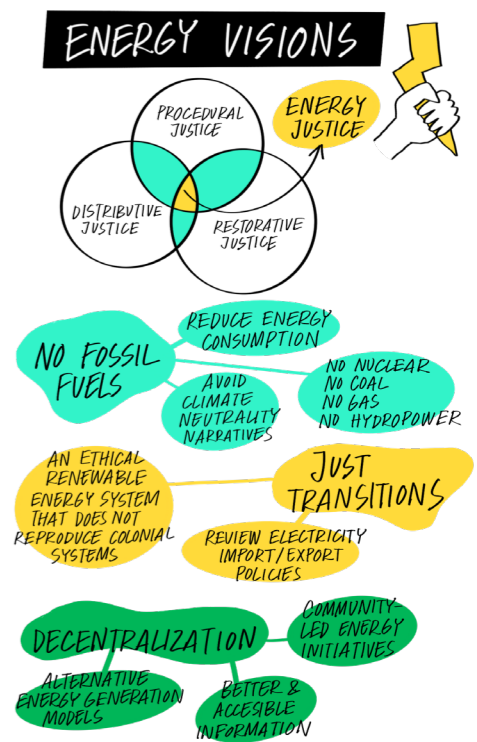 ENERGY VISIONS
PROCEDURAL
JUSTICE
ENERGY
JUSTICE
DISTRIBUTIVE
JUSTICE
RESTORATIVE
JUSTICE
NO FOSSIL
FUELS
REDUCE ENERGY
CONSUMPTION
AVOID
CLIMATE
NEUTRALITY
NARRATIVES
NO NUCLEAR
NO COAL
NO GAS
NO HYDROPOWER
AN ETHICAL
RENEWABLE
ENERGY SYSTEM
THAT DOES NOT
REPRODUCE COLONIAL
SYSTEMS
JUST
TRANSITIONS
REVIEW ELECTRICITY
IMPORT/EXPORT
POLICIES
DECENTRALIZATION
COMMUNITY-
LED ENERGY
INITIATIVES
ALTERNATIVE
ENERGY GENERATION
MODELS
BETTER &
ACCESIBLE
INFORMATION